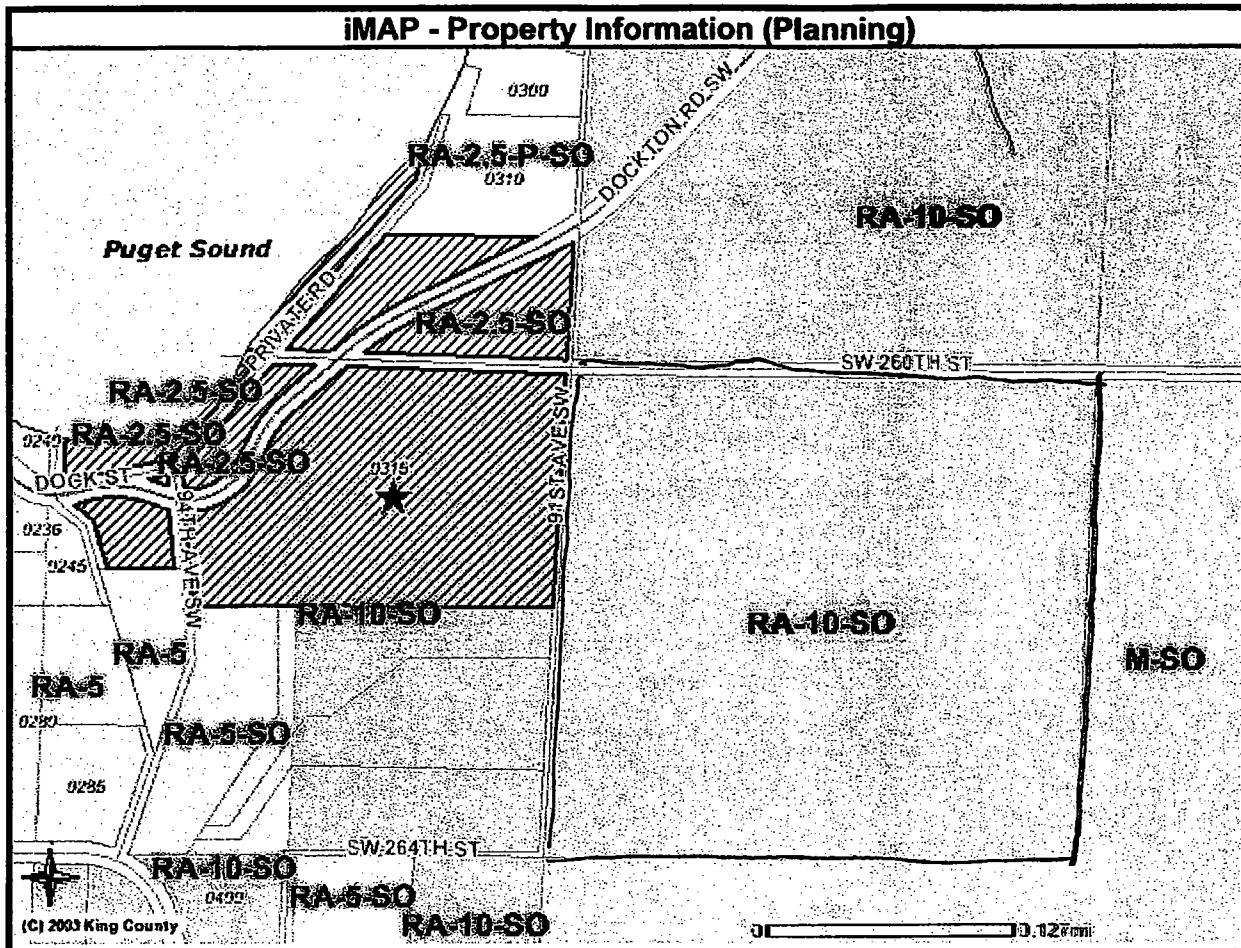 iMAP - Property Information (Planning)
0300
DOCKTON RD SW
RA-2.5-P-SO
0310
RA-10-SO
Puget Sound
PRIVATE RD
RA-2.5-SO
SW 260TH ST
RA-2.5-SO
0240
RA-2.5-SO
RA-2.5-SO
0315
DOCK ST
94TH AVE SW
91ST AVE SW
0236
0245
RA-10-SO
RA-10-SO
RA-5
M-SO
RA-5
0280
RA-5-SO
0285
SW 264TH ST
RA-10-SO
0400
RA-5-SO
RA-10-SO
(C) 2003 King County
0
0.12 mi